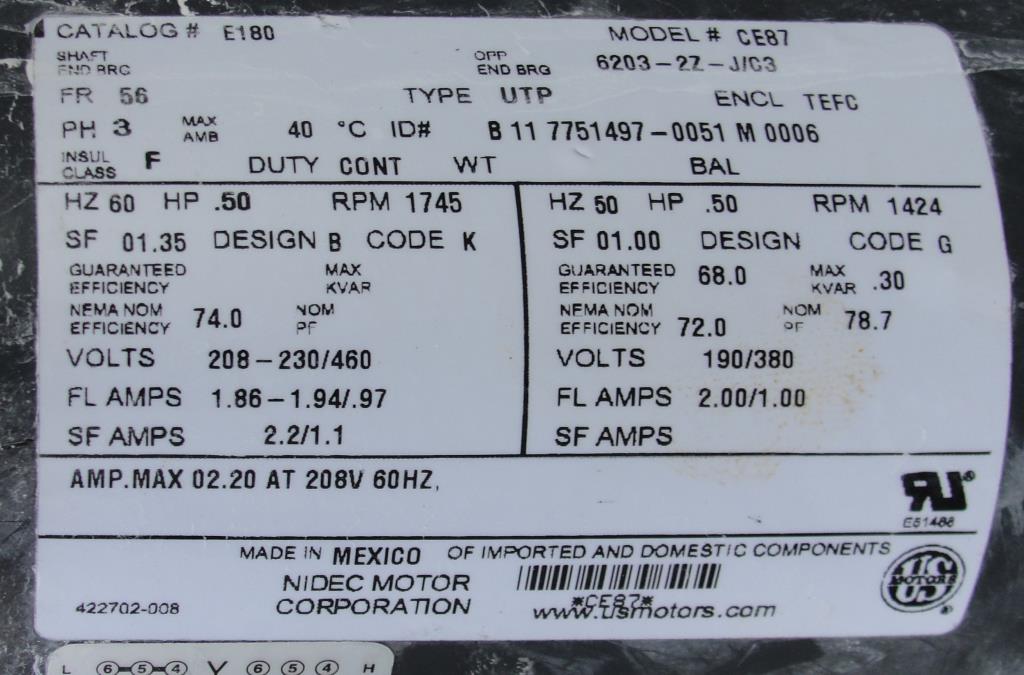 CATALOG # E180 MODEL # CE87
SHAFT END BRG OPP END BRG 6203-2Z-J/C3
FR 56 TYPE UTP ENCL TEFC
PH 3 MAX AMB 40 °C ID# B 11 7751497-0051 M 0006
INSUL CLASS F DUTY CONT WT BAL
HZ 60 HP .50 RPM 1745
SF 01.35 DESIGN B CODE K
GUARANTEED EFFICIENCY MAX KVAR
NEMA NOM EFFICIENCY 74.0 NOM PF
VOLTS 208-230/460
FL AMPS 1.86-1.94/.97
SF AMPS 2.2/1.1
HZ 50 HP .50 RPM 1424
SF 01.00 DESIGN CODE G
GUARANTEED EFFICIENCY 68.0 MAX KVAR .30
NEMA NOM EFFICIENCY 72.0 NOM PF 78.7
VOLTS 190/380
FL AMPS 2.00/1.00
SF AMPS
AMP.MAX 02.20 AT 208V 60HZ,
RU®
E51488
MADE IN MEXICO OF IMPORTED AND DOMESTIC COMPONENTS
NIDEC MOTOR
CORPORATION
422702-008
*CE87*
www.usmotors.com
US MOTORS ®
L 6-5-4 V 6 5 4 H